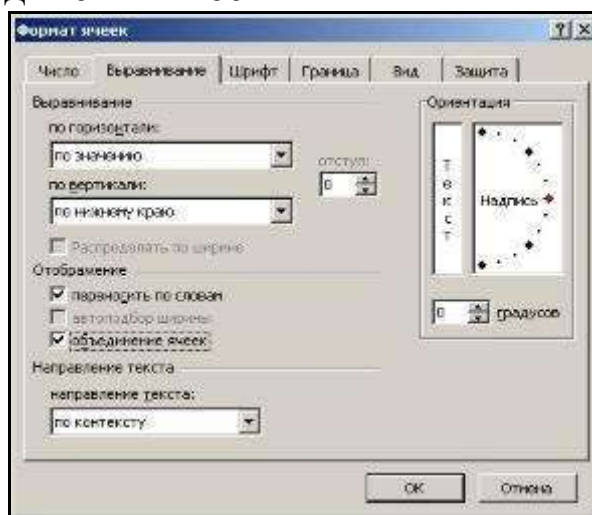 Формат ячеек
Число Выравнивание Шрифт Граница Вид Защита
Выравнивание
по горизонтали:
по значению
отступ:
по вертикали:
0
по нижнему краю
Распределять по ширине
Отображение
переносить по словам
автоподбор ширины
объединение ячеек
Направление текста
направление текста:
по контексту
Ориентация
Текст
Надпись
0 градусов
ОК Отмена